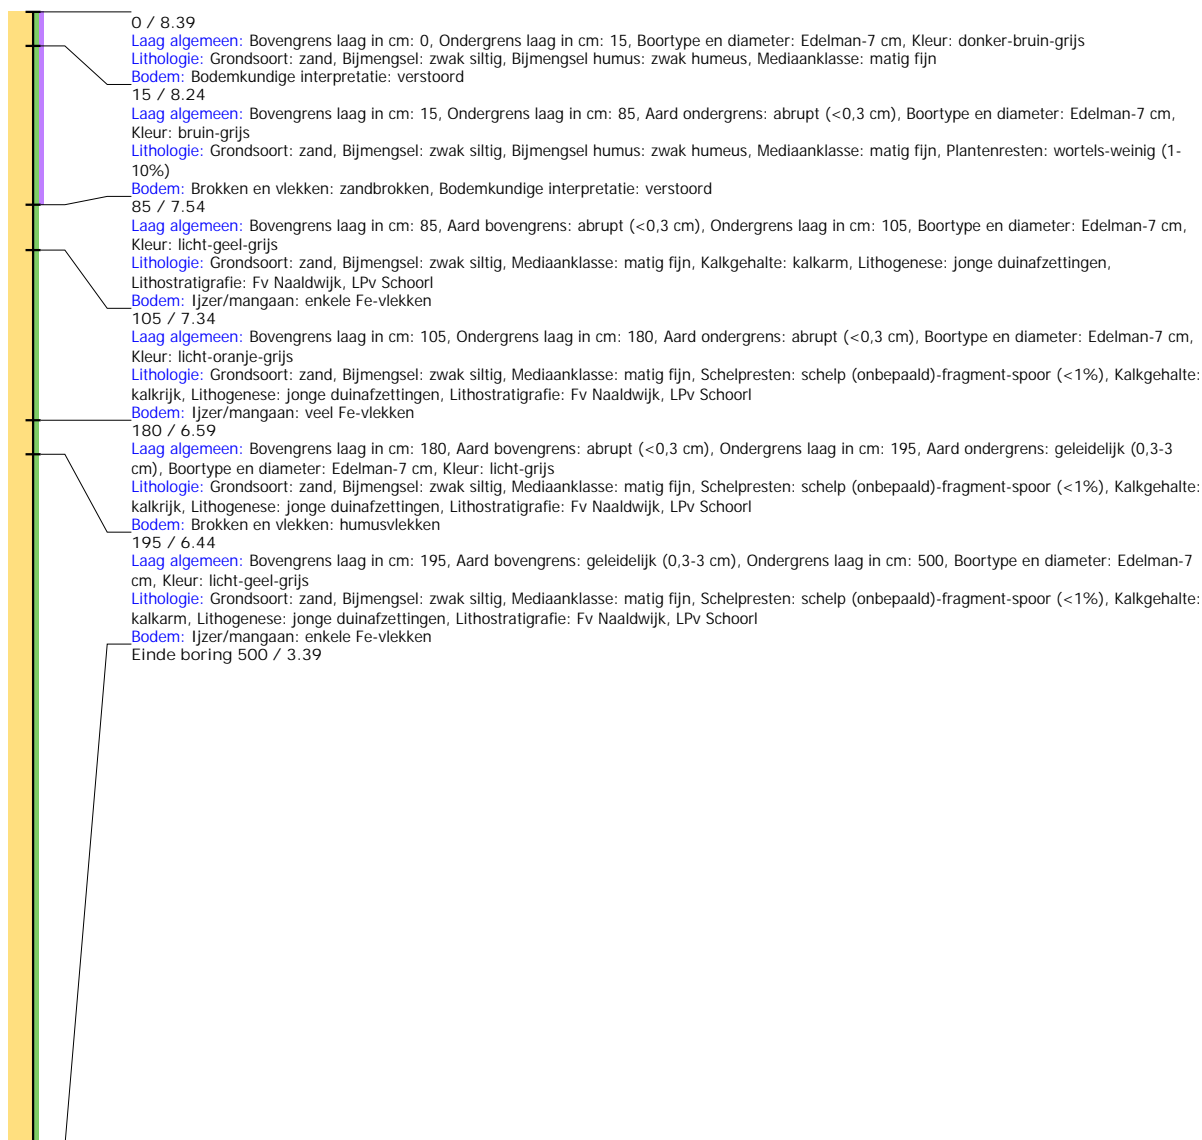 0 / 8.39
Laag algemeen: Bovengrens laag in cm: 0, Ondergrens laag in cm: 15, Boortype en diameter: Edelman-7 cm, Kleur: donker-bruin-grijs
Lithologie: Grondsoort: zand, Bijmengsel: zwak siltig, Bijmengsel humus: zwak humeus, Mediaanklasse: matig fijn
Bodem: Bodemkundige interpretatie: verstoord
15 / 8.24
Laag algemeen: Bovengrens laag in cm: 15, Ondergrens laag in cm: 85, Aard ondergrens: abrupt (<0,3 cm), Boortype en diameter: Edelman-7 cm,
Kleur: bruin-grijs
Lithologie: Grondsoort: zand, Bijmengsel: zwak siltig, Bijmengsel humus: zwak humeus, Mediaanklasse: matig fijn, Plantenresten: wortels-weinig (1-
10%)
Bodem: Brokken en vlekken: zandbrokken, Bodemkundige interpretatie: verstoord
85 / 7.54
Laag algemeen: Bovengrens laag in cm: 85, Aard bovengrens: abrupt (<0,3 cm), Ondergrens laag in cm: 105, Boortype en diameter: Edelman-7 cm,
Kleur: licht-geel-grijs
Lithologie: Grondsoort: zand, Bijmengsel: zwak siltig, Mediaanklasse: matig fijn, Kalkgehalte: kalkarm, Lithogenese: jonge duinafzettingen,
Lithostratigrafie: Fv Naaldwijk, LPv Schoorl
Bodem: Ijzer/mangaan: enkele Fe-vlekken
105 / 7.34
Laag algemeen: Bovengrens laag in cm: 105, Ondergrens laag in cm: 180, Aard ondergrens: abrupt (<0,3 cm), Boortype en diameter: Edelman-7 cm,
Kleur: licht-oranje-grijs
Lithologie: Grondsoort: zand, Bijmengsel: zwak siltig, Mediaanklasse: matig fijn, Schelpresten: schelp (onbepaald)-fragment-spoor (<1%), Kalkgehalte:
kalkrijk, Lithogenese: jonge duinafzettingen, Lithostratigrafie: Fv Naaldwijk, LPv Schoorl
Bodem: Ijzer/mangaan: veel Fe-vlekken
180 / 6.59
Laag algemeen: Bovengrens laag in cm: 180, Aard bovengrens: abrupt (<0,3 cm), Ondergrens laag in cm: 195, Aard ondergrens: geleidelijk (0,3-3
cm), Boortype en diameter: Edelman-7 cm, Kleur: licht-grijs
Lithologie: Grondsoort: zand, Bijmengsel: zwak siltig, Mediaanklasse: matig fijn, Schelpresten: schelp (onbepaald)-fragment-spoor (<1%), Kalkgehalte:
kalkrijk, Lithogenese: jonge duinafzettingen, Lithostratigrafie: Fv Naaldwijk, LPv Schoorl
Bodem: Brokken en vlekken: humusvlekken
195 / 6.44
Laag algemeen: Bovengrens laag in cm: 195, Aard bovengrens: geleidelijk (0,3-3 cm), Ondergrens laag in cm: 500, Boortype en diameter: Edelman-7
cm, Kleur: licht-geel-grijs
Lithologie: Grondsoort: zand, Bijmengsel: zwak siltig, Mediaanklasse: matig fijn, Schelpresten: schelp (onbepaald)-fragment-spoor (<1%), Kalkgehalte:
kalkarm, Lithogenese: jonge duinafzettingen, Lithostratigrafie: Fv Naaldwijk, LPv Schoorl
Bodem: Ijzer/mangaan: enkele Fe-vlekken
Einde boring 500 / 3.39